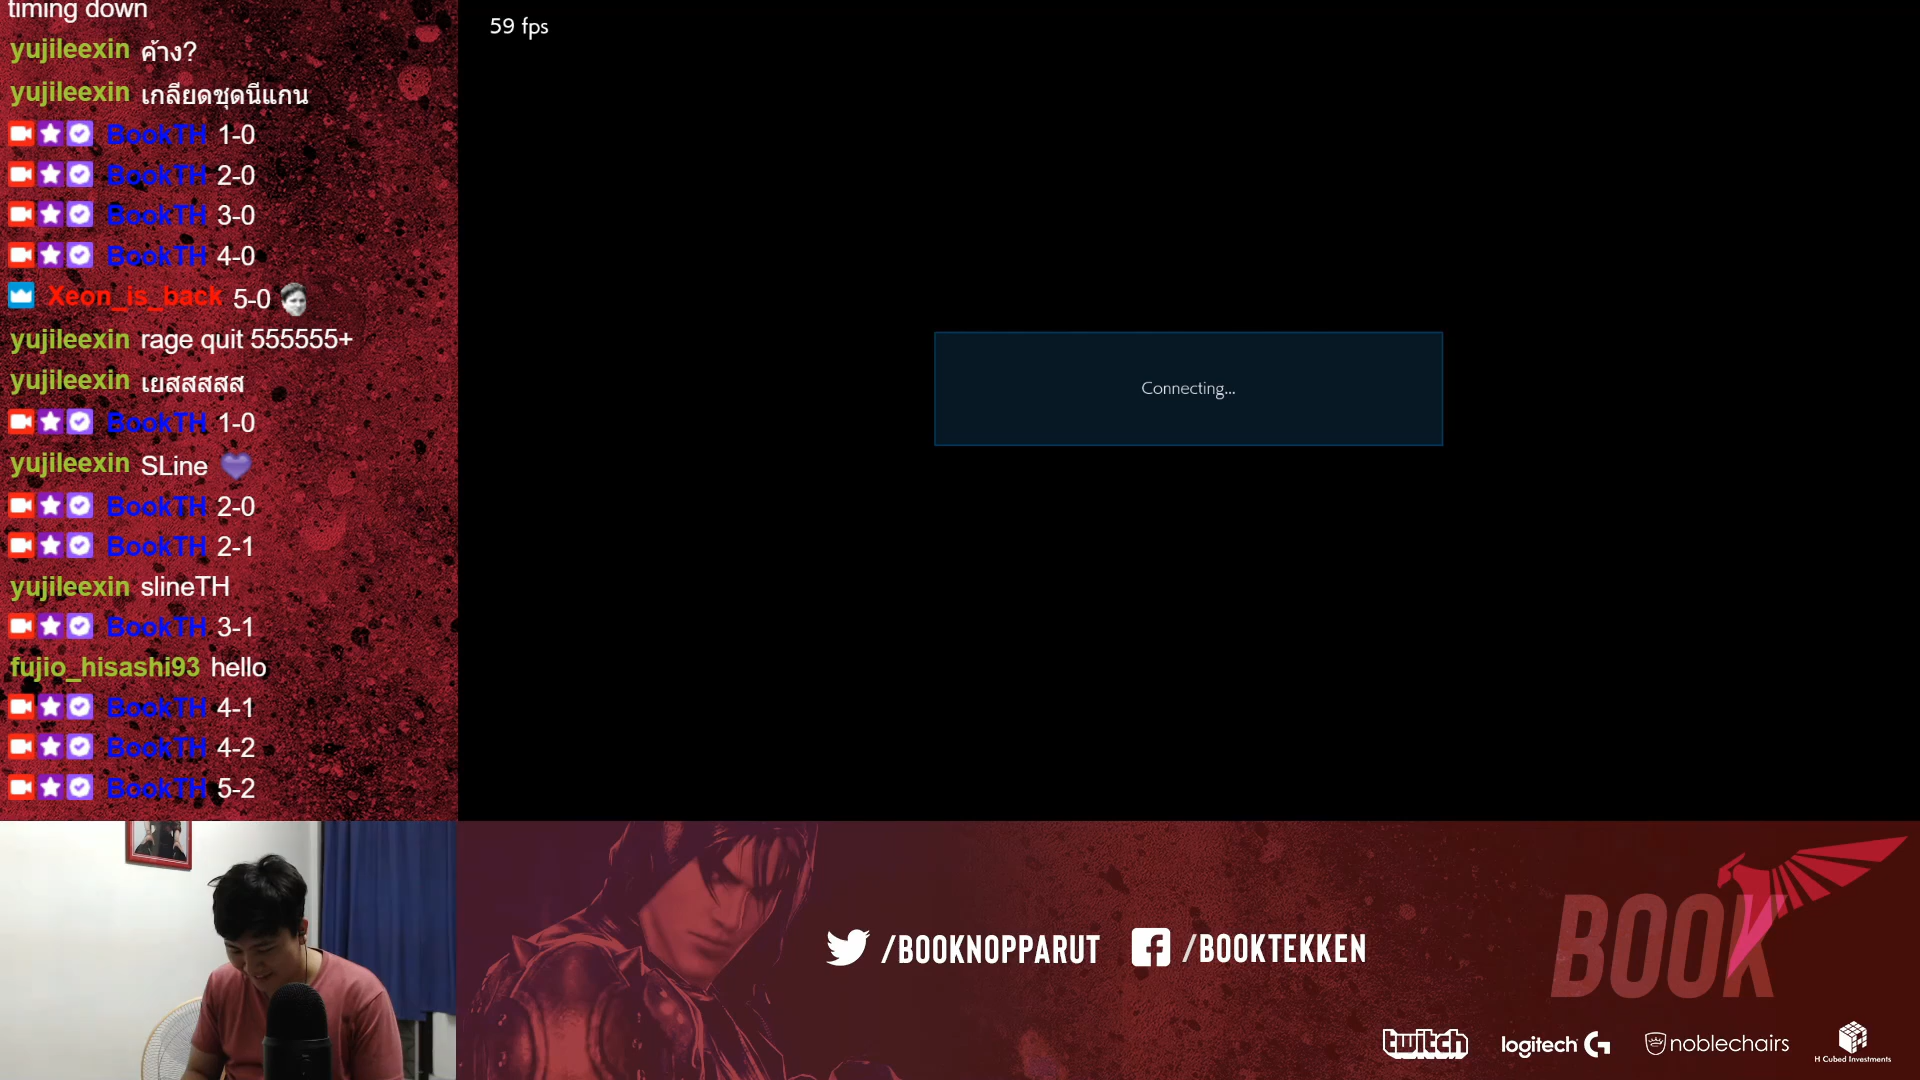 timing down
yujileexin ค้าง?
yujileexin เกลียดชุดนี้แกน
BookTH 1-0
BookTH 2-0
BookTH 3-0
BookTH 4-0
Xeon_is_back 5-0
yujileexin rage quit 555555+
yujileexin เยสสสสส
BookTH 1-0
yujileexin SLine 💜
BookTH 2-0
BookTH 2-1
yujileexin slineTH
BookTH 3-1
fujio_hisashi93 hello
BookTH 4-1
BookTH 4-2
BookTH 5-2
59 fps
Connecting...
/BOOKNOPPARUT /BOOKTEKKEN
BOOK
twitch logitech G noblechairs H Cubed Investments